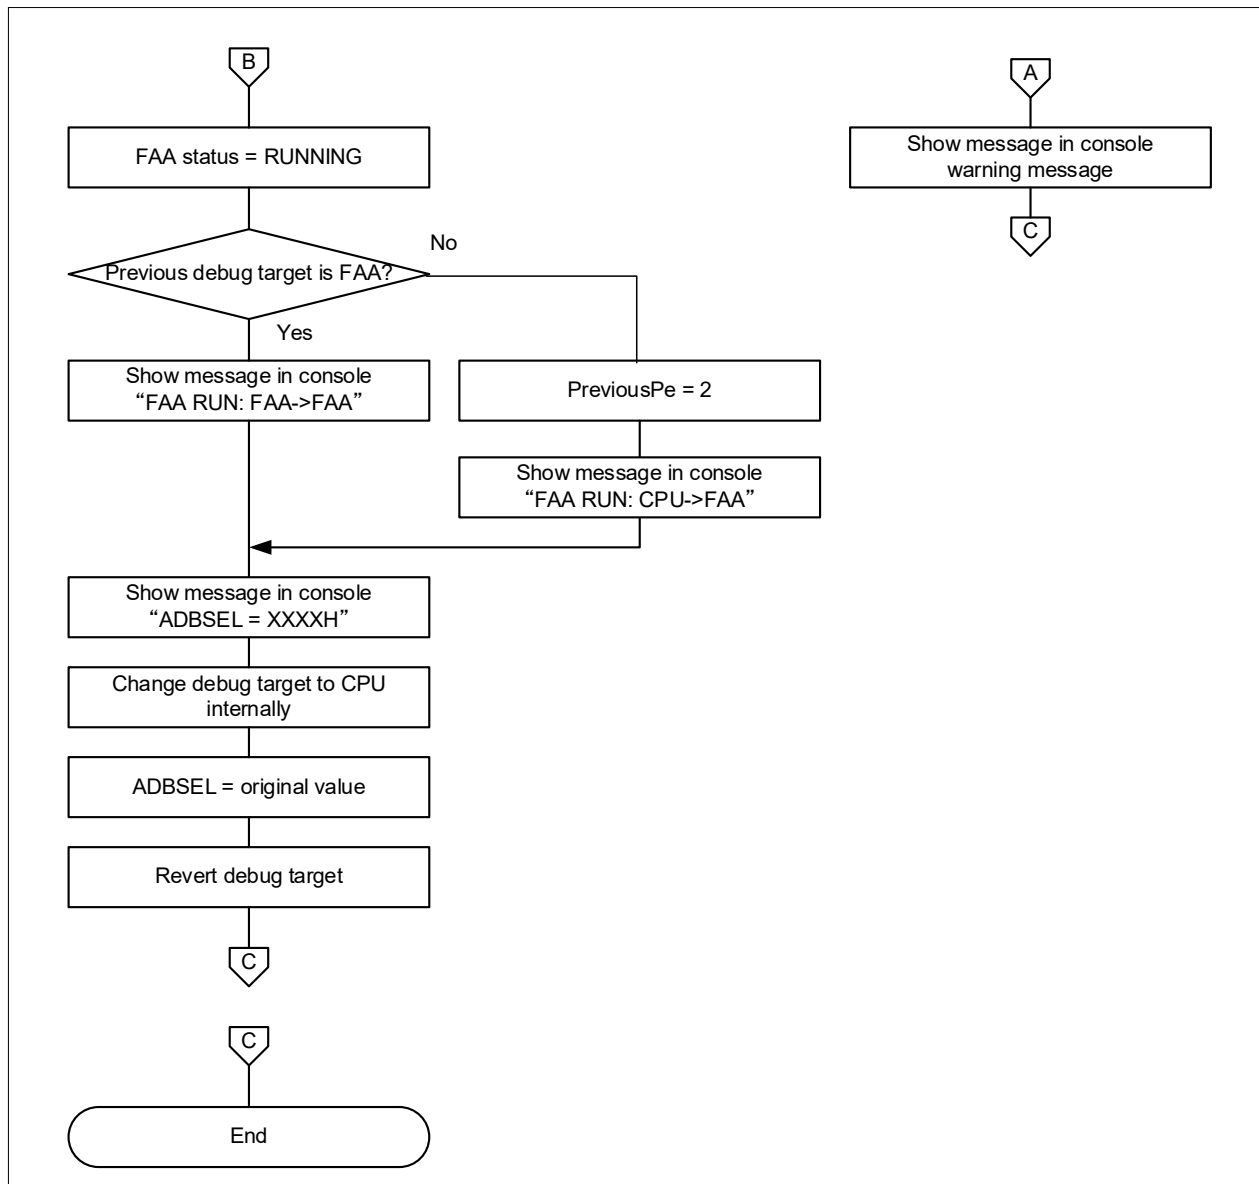 B
FAA status = RUNNING
Previous debug target is FAA?
No
Yes
Show message in console
“FAA RUN: FAA->FAA”
PreviousPe = 2
Show message in console
“FAA RUN: CPU->FAA”
Show message in console
“ADBSEL = XXXXH”
Change debug target to CPU
internally
ADBSEL = original value
Revert debug target
C
C
End
A
Show message in console
warning message
C